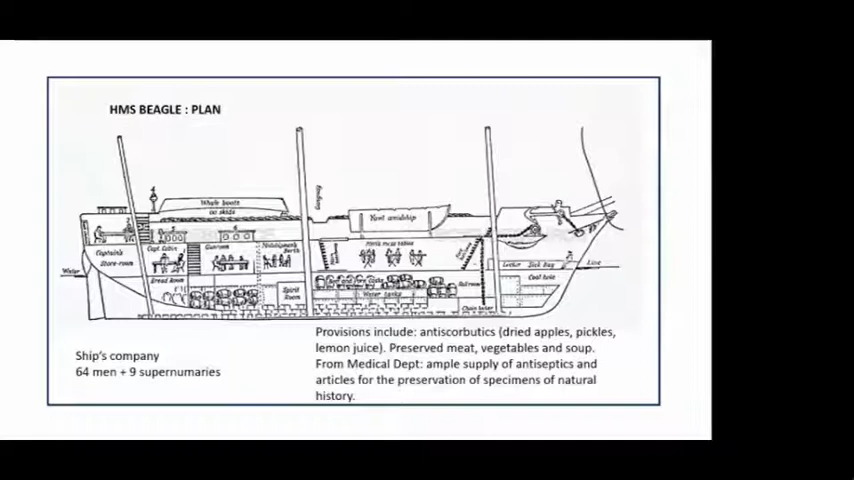 HMS BEAGLE : PLAN
4
Whale boats
on skids
Yawl amidship
Captain's
Store-room
Capt Cabin
Gunroom
Midshipmen's
Berth
Mess tables
Water
Line
Bread Room
Spirit
Room
Beef and Pork Casks
Water tanks
Sail room
Sick Bay
Coal hole
Chain locker
Ship's company
64 men + 9 supernumaries
Provisions include: antiscorbutics (dried apples, pickles,
lemon juice). Preserved meat, vegetables and soup.
From Medical Dept: ample supply of antiseptics and
articles for the preservation of specimens of natural
history.